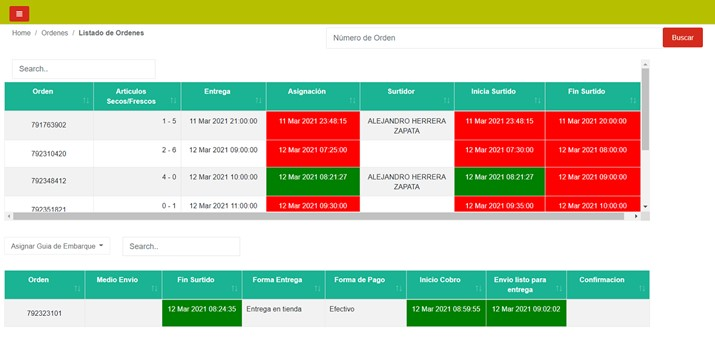 Home / Ordenes / Listado de Ordenes
Número de Orden
Buscar
Search..
Orden Articulos Secos/Frescos Entrega Asignación Surtidor Inicia Surtido Fin Surtido
791763902 1 - 5 11 Mar 2021 21:00:00 11 Mar 2021 23:48:15 ALEJANDRO HERRERA ZAPATA 11 Mar 2021 23:48:15 11 Mar 2021 20:00:00
792310420 2 - 6 12 Mar 2021 09:00:00 12 Mar 2021 07:25:00 12 Mar 2021 07:30:00 12 Mar 2021 08:00:00
792348412 4 - 0 12 Mar 2021 10:00:00 12 Mar 2021 08:21:27 ALEJANDRO HERRERA ZAPATA 12 Mar 2021 08:21:27 12 Mar 2021 09:00:00
792351821 0 - 1 12 Mar 2021 11:00:00 12 Mar 2021 09:30:00 12 Mar 2021 09:35:00 12 Mar 2021 10:00:00
Asignar Guia de Embarque
Search..
Orden Medio Envio Fin Surtido Forma Entrega Forma de Pago Inicio Cobro Envio listo para entrega Confirmacion
792323101 12 Mar 2021 08:24:35 Entrega en tienda Efectivo 12 Mar 2021 08:59:55 12 Mar 2021 09:02:02